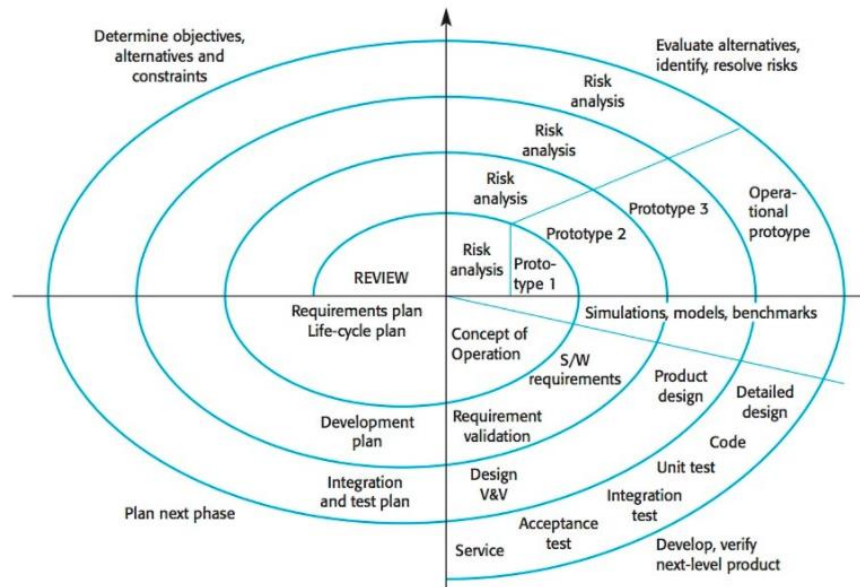 Determine objectives,
alternatives and
constraints
Evaluate alternatives,
identify, resolve risks
Risk
analysis
Risk
analysis
Risk
analysis
Risk
analysis
Proto-
type 1
Prototype 2
Prototype 3
Opera-
tional
protoype
REVIEW
Requirements plan
Life-cycle plan
Simulations, models, benchmarks
Concept of
Operation
S/W
requirements
Product
design
Detailed
design
Development
plan
Requirement
validation
Code
Unit test
Integration
and test plan
Design
V&V
Integration
test
Plan next phase
Acceptance
test
Service
Develop, verify
next-level product